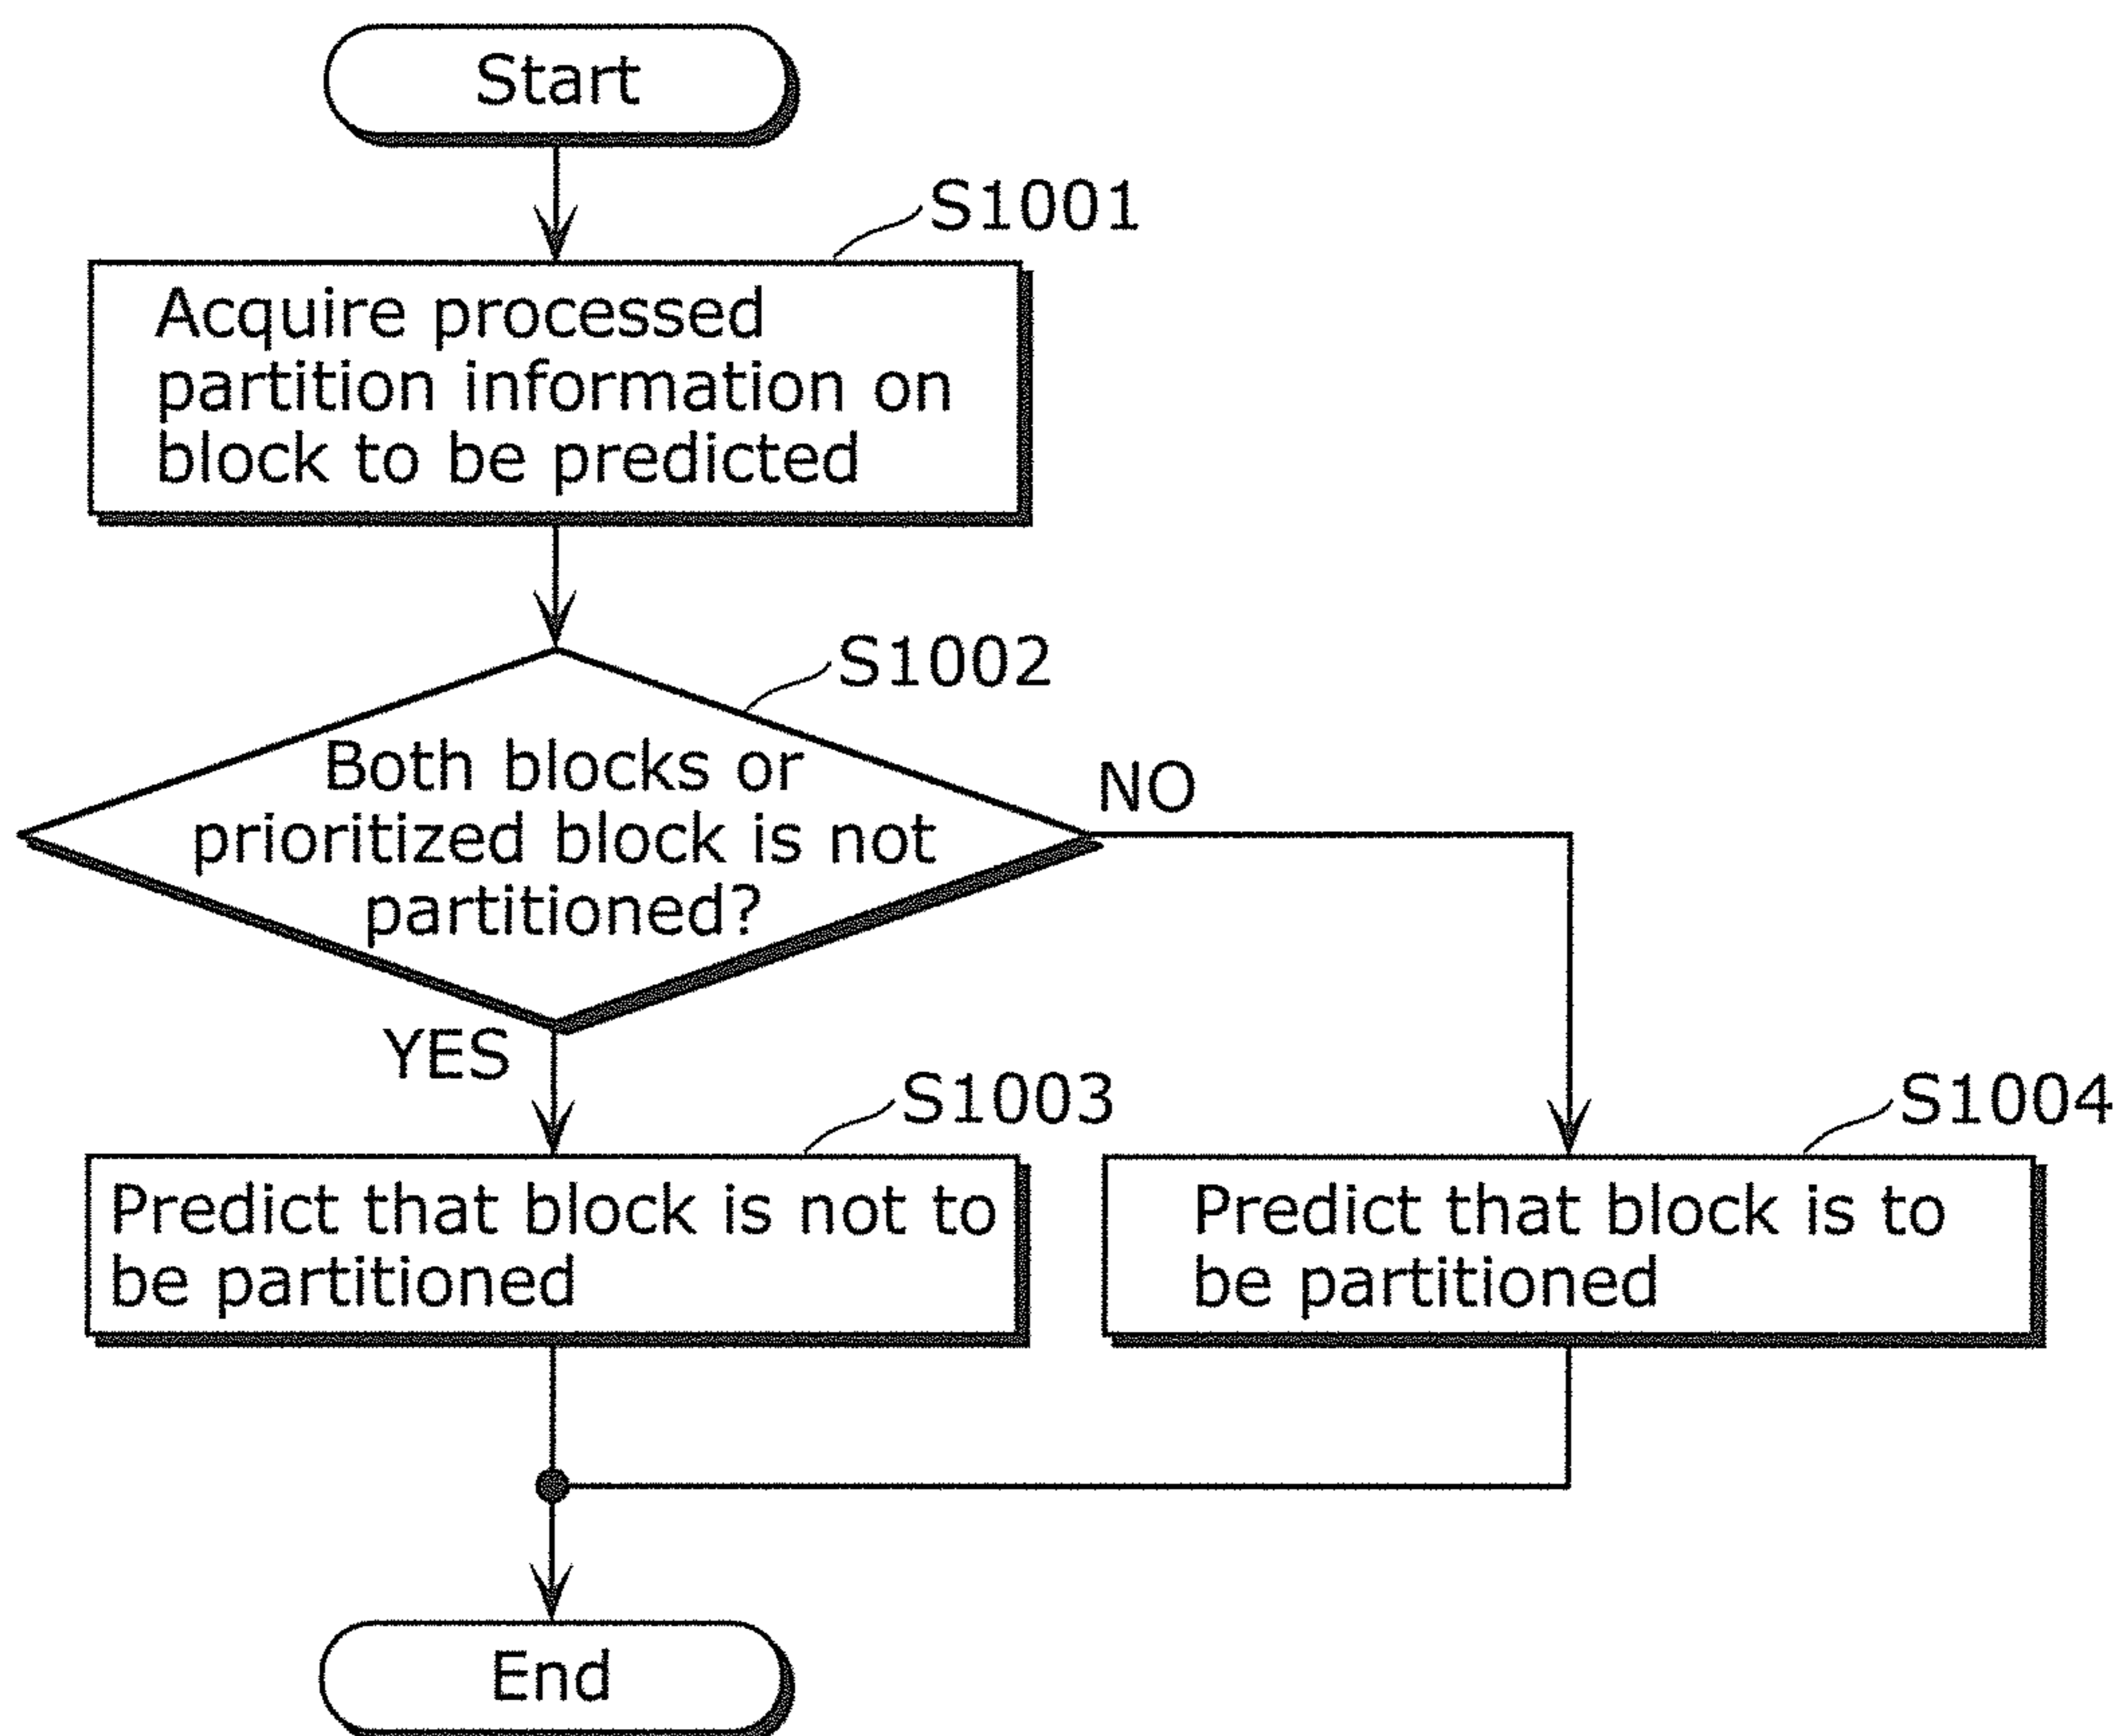 Start
S1001
Acquire processed
partition information on
block to be predicted
S1002
Both blocks or
prioritized block is not
partitioned?
NO
YES
S1003
Predict that block is not to
be partitioned
S1004
Predict that block is to
be partitioned
End